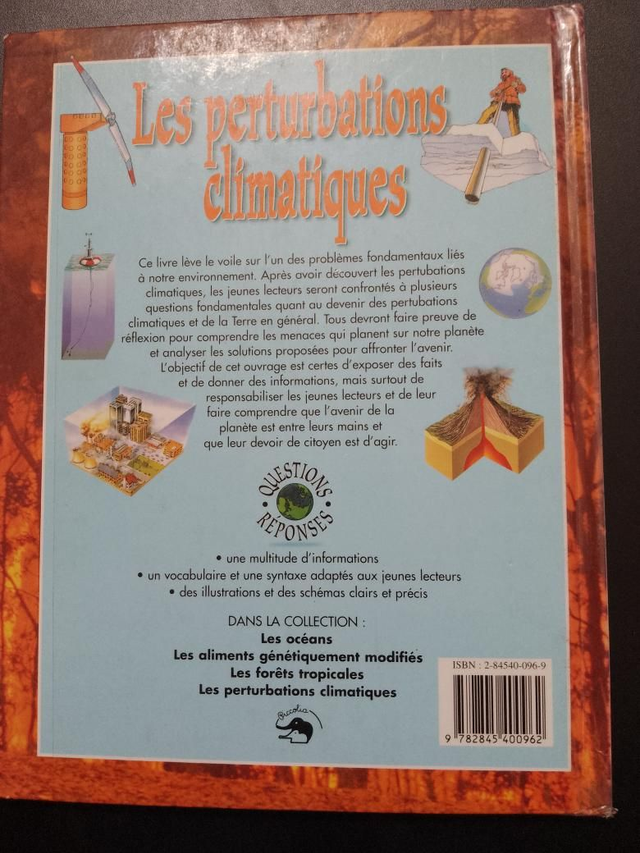 Les perturbations
climatiques
Ce livre lève le voile sur l'un des problèmes fondamentaux liés
à notre environnement. Après avoir découvert les pertubations
climatiques, les jeunes lecteurs seront confrontés à plusieurs
questions fondamentales quant au devenir des pertubations
climatiques et de la Terre en général. Tous devront faire preuve de
réflexion pour comprendre les menaces qui planent sur notre planète
et analyser les solutions proposées pour affronter l'avenir.
L'objectif de cet ouvrage est certes d'exposer des faits
et de donner des informations, mais surtout de
responsabiliser les jeunes lecteurs et de leur
faire comprendre que l'avenir de la
planète est entre leurs mains et
que leur devoir de citoyen est d'agir.
• QUESTIONS •
RÉPONSES
• une multitude d'informations
• un vocabulaire et une syntaxe adaptés aux jeunes lecteurs
• des illustrations et des schémas clairs et précis
DANS LA COLLECTION :
Les océans
Les aliments génétiquement modifiés
Les forêts tropicales
Les perturbations climatiques
Piccolia
ISBN : 2-84540-096-9
9 782845 400962